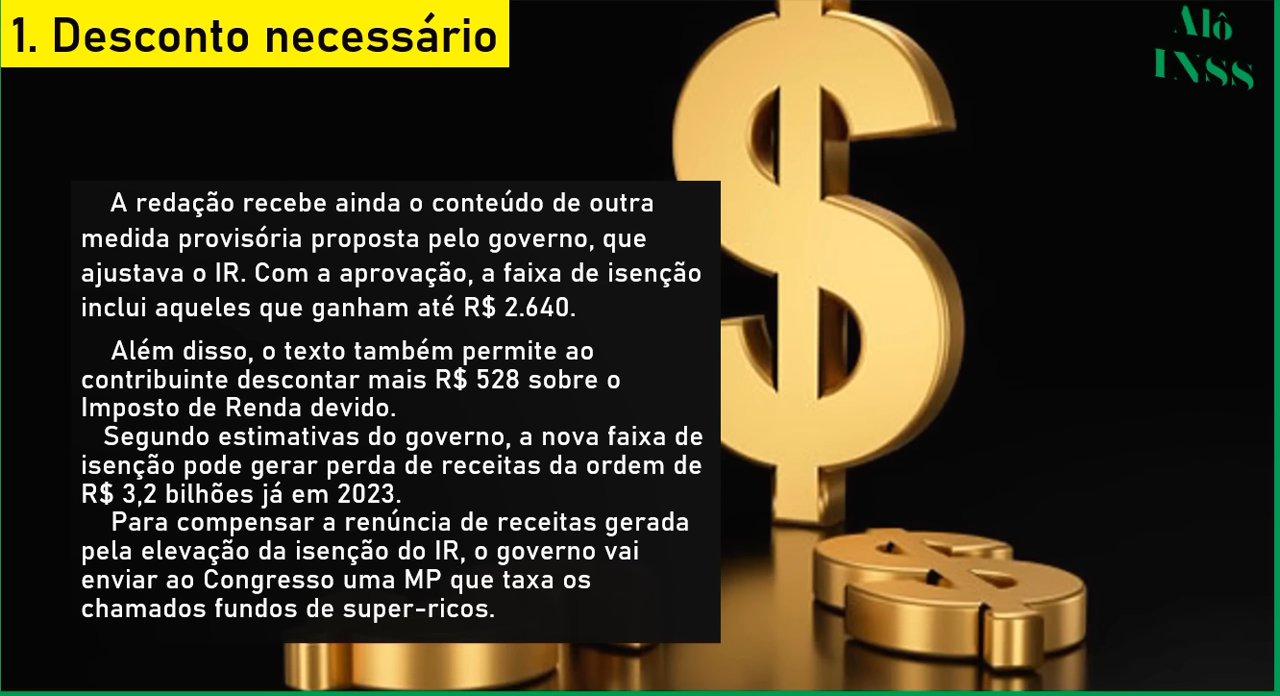 1. Desconto necessário
Alô
INSS
A redação recebe ainda o conteúdo de outra
medida provisória proposta pelo governo, que
ajustava o IR. Com a aprovação, a faixa de isenção
inclui aqueles que ganham até R$ 2.640.
Além disso, o texto também permite ao
contribuinte descontar mais R$ 528 sobre o
Imposto de Renda devido.
Segundo estimativas do governo, a nova faixa de
isenção pode gerar perda de receitas da ordem de
R$ 3,2 bilhões já em 2023.
Para compensar a renúncia de receitas gerada
pela elevação da isenção do IR, o governo vai
enviar ao Congresso uma MP que taxa os
chamados fundos de super-ricos.